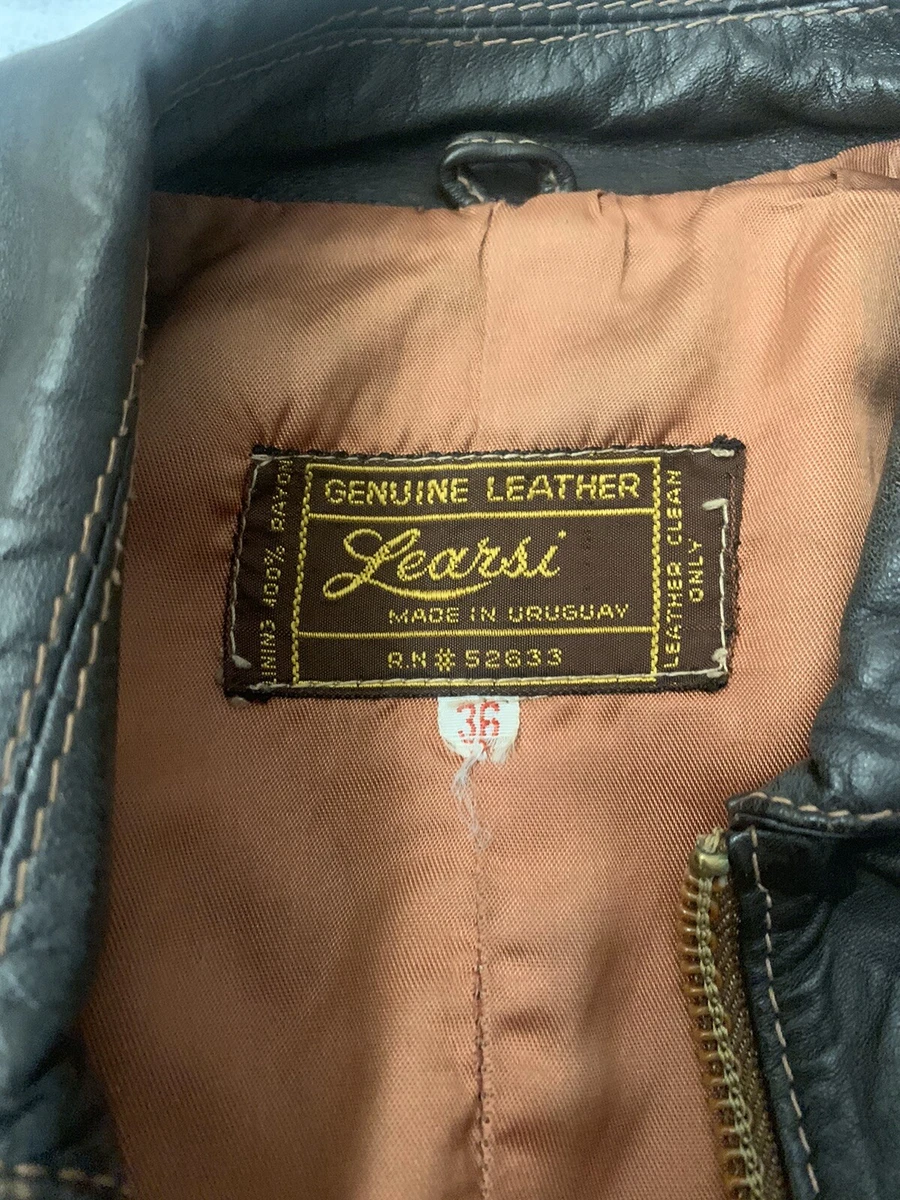 GENUINE LEATHER
Learsi
MADE IN URUGUAY
R.N # 52633
LINING 100% RAYON
LEATHER CLEAN
ONLY
36